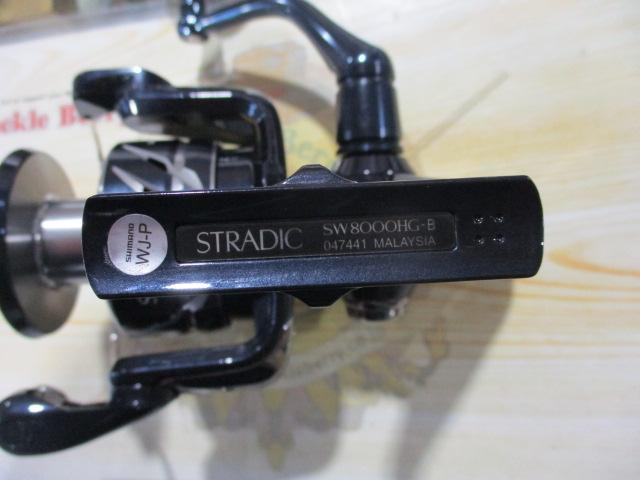 SHIMANO
WJ-P
STRADIC
SW8000HG-B
047441 MALAYSIA